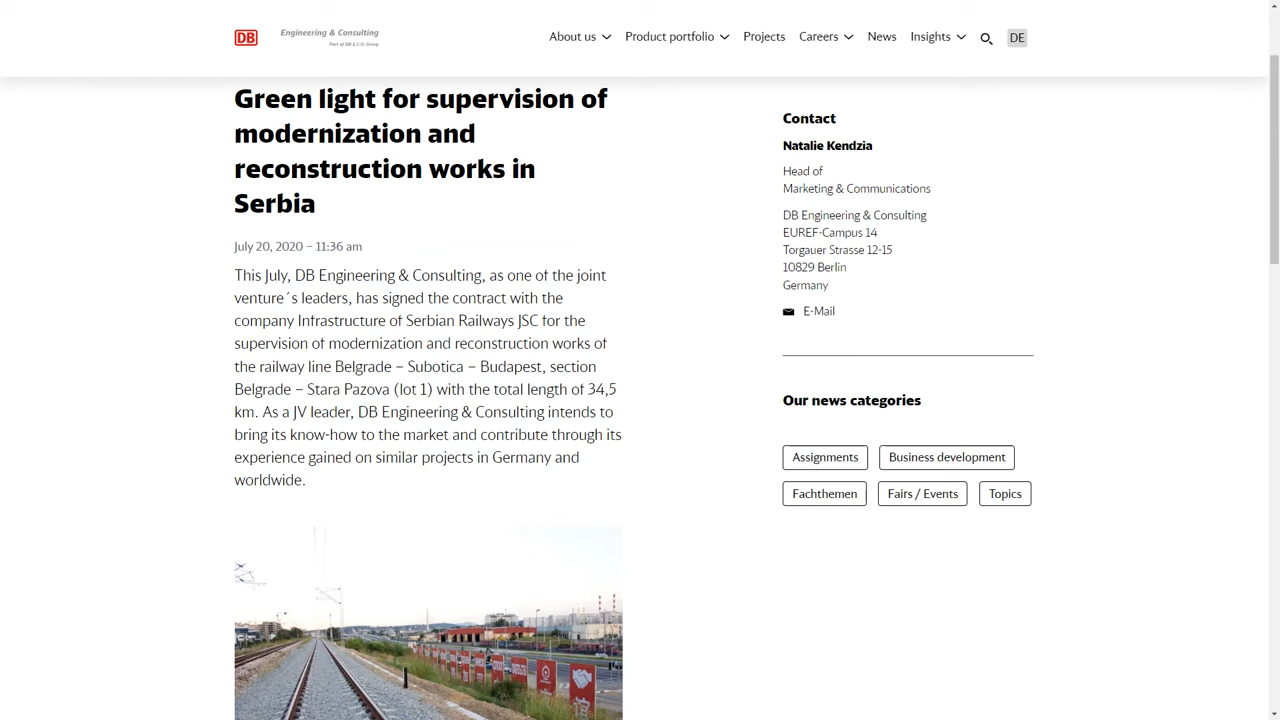 DB
Engineering & Consulting
Part of DB E.C.O. Group
About us
Product portfolio
Projects
Careers
News
Insights
DE
Green light for supervision of
modernization and
reconstruction works in
Serbia
July 20, 2020 – 11:36 am
This July, DB Engineering & Consulting, as one of the joint
venture´s leaders, has signed the contract with the
company Infrastructure of Serbian Railways JSC for the
supervision of modernization and reconstruction works of
the railway line Belgrade – Subotica – Budapest, section
Belgrade – Stara Pazova (lot 1) with the total length of 34,5
km. As a JV leader, DB Engineering & Consulting intends to
bring its know-how to the market and contribute through its
experience gained on similar projects in Germany and
worldwide.
Contact
Natalie Kendzia
Head of
Marketing & Communications
DB Engineering & Consulting
EUREF-Campus 14
Torgauer Strasse 12-15
10829 Berlin
Germany
E-Mail
Our news categories
Assignments
Business development
Fachthemen
Fairs / Events
Topics